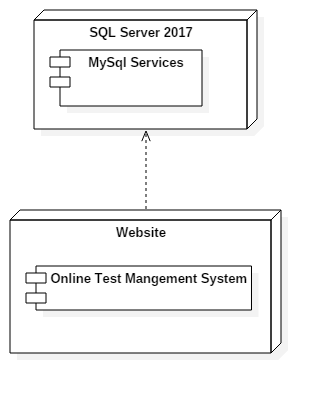 SQL Server 2017
MySql Services
Website
Online Test Mangement System